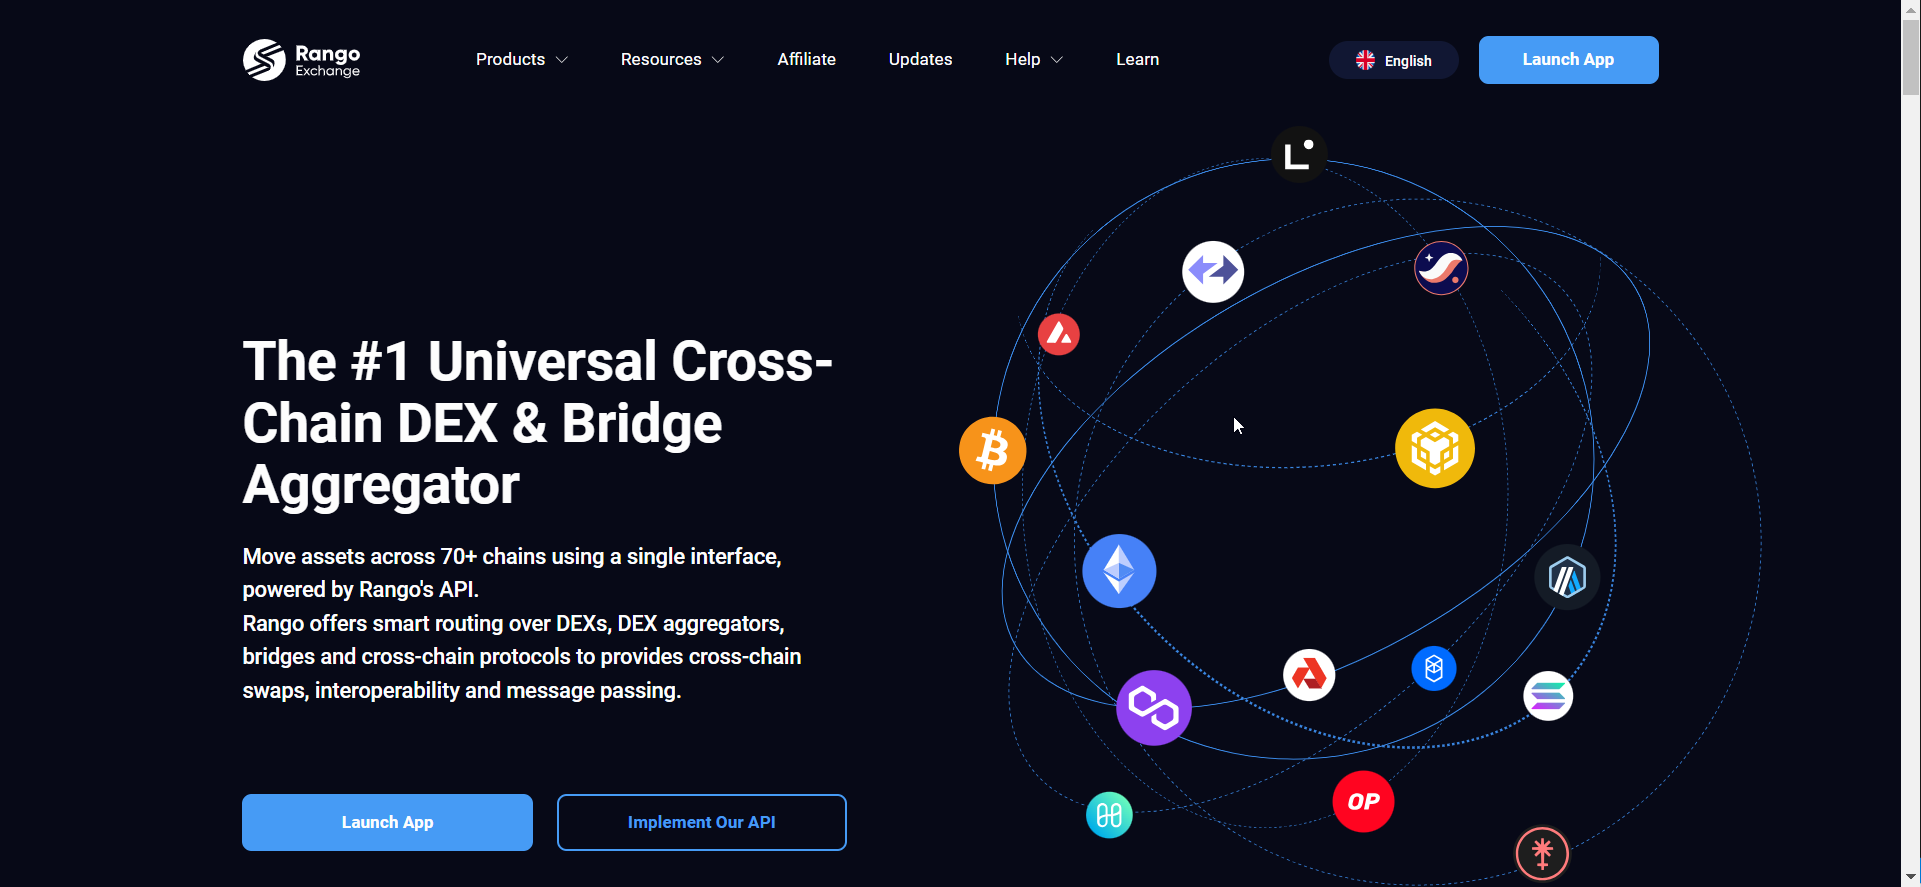 Rango
Exchange
Products
Resources
Affiliate
Updates
Help
Learn
English
Launch App
The #1 Universal Cross-
Chain DEX & Bridge
Aggregator
Move assets across 70+ chains using a single interface,
powered by Rango's API.
Rango offers smart routing over DEXs, DEX aggregators,
bridges and cross-chain protocols to provides cross-chain
swaps, interoperability and message passing.
Launch App
Implement Our API
OP